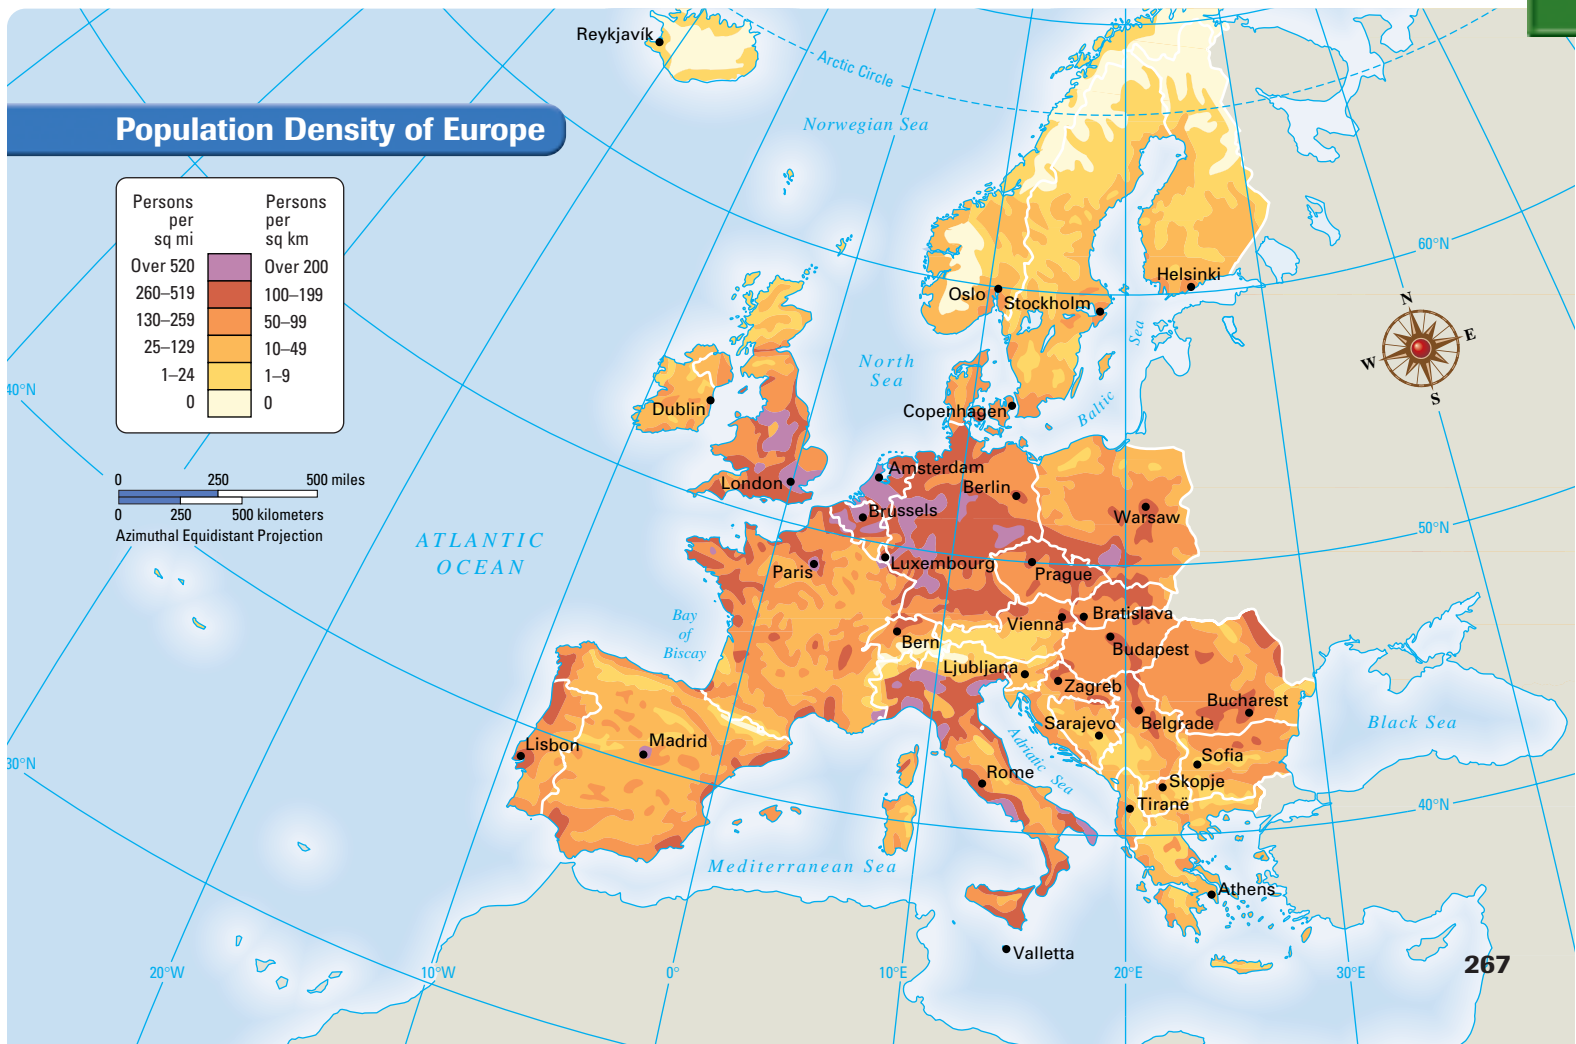 Population Density of Europe
Persons per sq mi
Persons per sq km
Over 520 Over 200
260–519 100–199
130–259 50–99
25–129 10–49
1–24 1–9
0 0
0 250 500 miles
0 250 500 kilometers
Azimuthal Equidistant Projection
Reykjavík
Arctic Circle
Norwegian Sea
60°N
Helsinki
Oslo
Stockholm
N
E
W
S
North
Sea
Baltic
Sea
40°N
Dublin
Copenhagen
London
Amsterdam
Berlin
Brussels
Warsaw
50°N
ATLANTIC
OCEAN
Paris
Luxembourg
Prague
Bay
of
Biscay
Vienna
Bratislava
Bern
Budapest
Ljubljana
Zagreb
Bucharest
Sarajevo
Belgrade
Black Sea
Lisbon
Madrid
Adriatic Sea
Sofia
30°N
Rome
Skopje
Tiranë
40°N
Mediterranean Sea
Athens
Valletta
20°W
10°W
0°
10°E
20°E
30°E
267